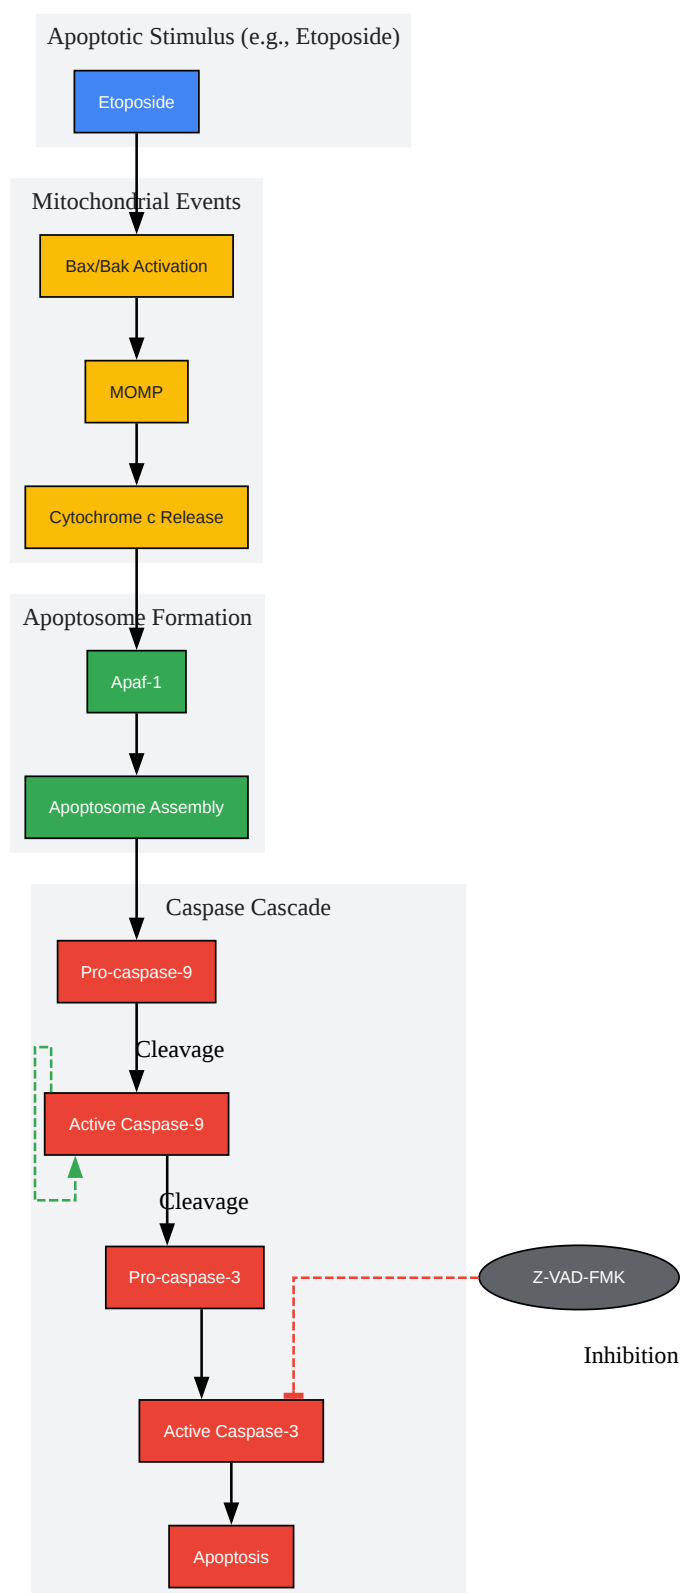 Apoptotic Stimulus (e.g., Etoposide)
Etoposide
Mitochondrial Events
Bax/Bak Activation
MOMP
Cytochrome c Release
Apoptosome Formation
Apaf-1
Apoptosome Assembly
Caspase Cascade
Pro-caspase-9
Cleavage
Active Caspase-9
Cleavage
Pro-caspase-3
Z-VAD-FMK
Inhibition
Active Caspase-3
Apoptosis